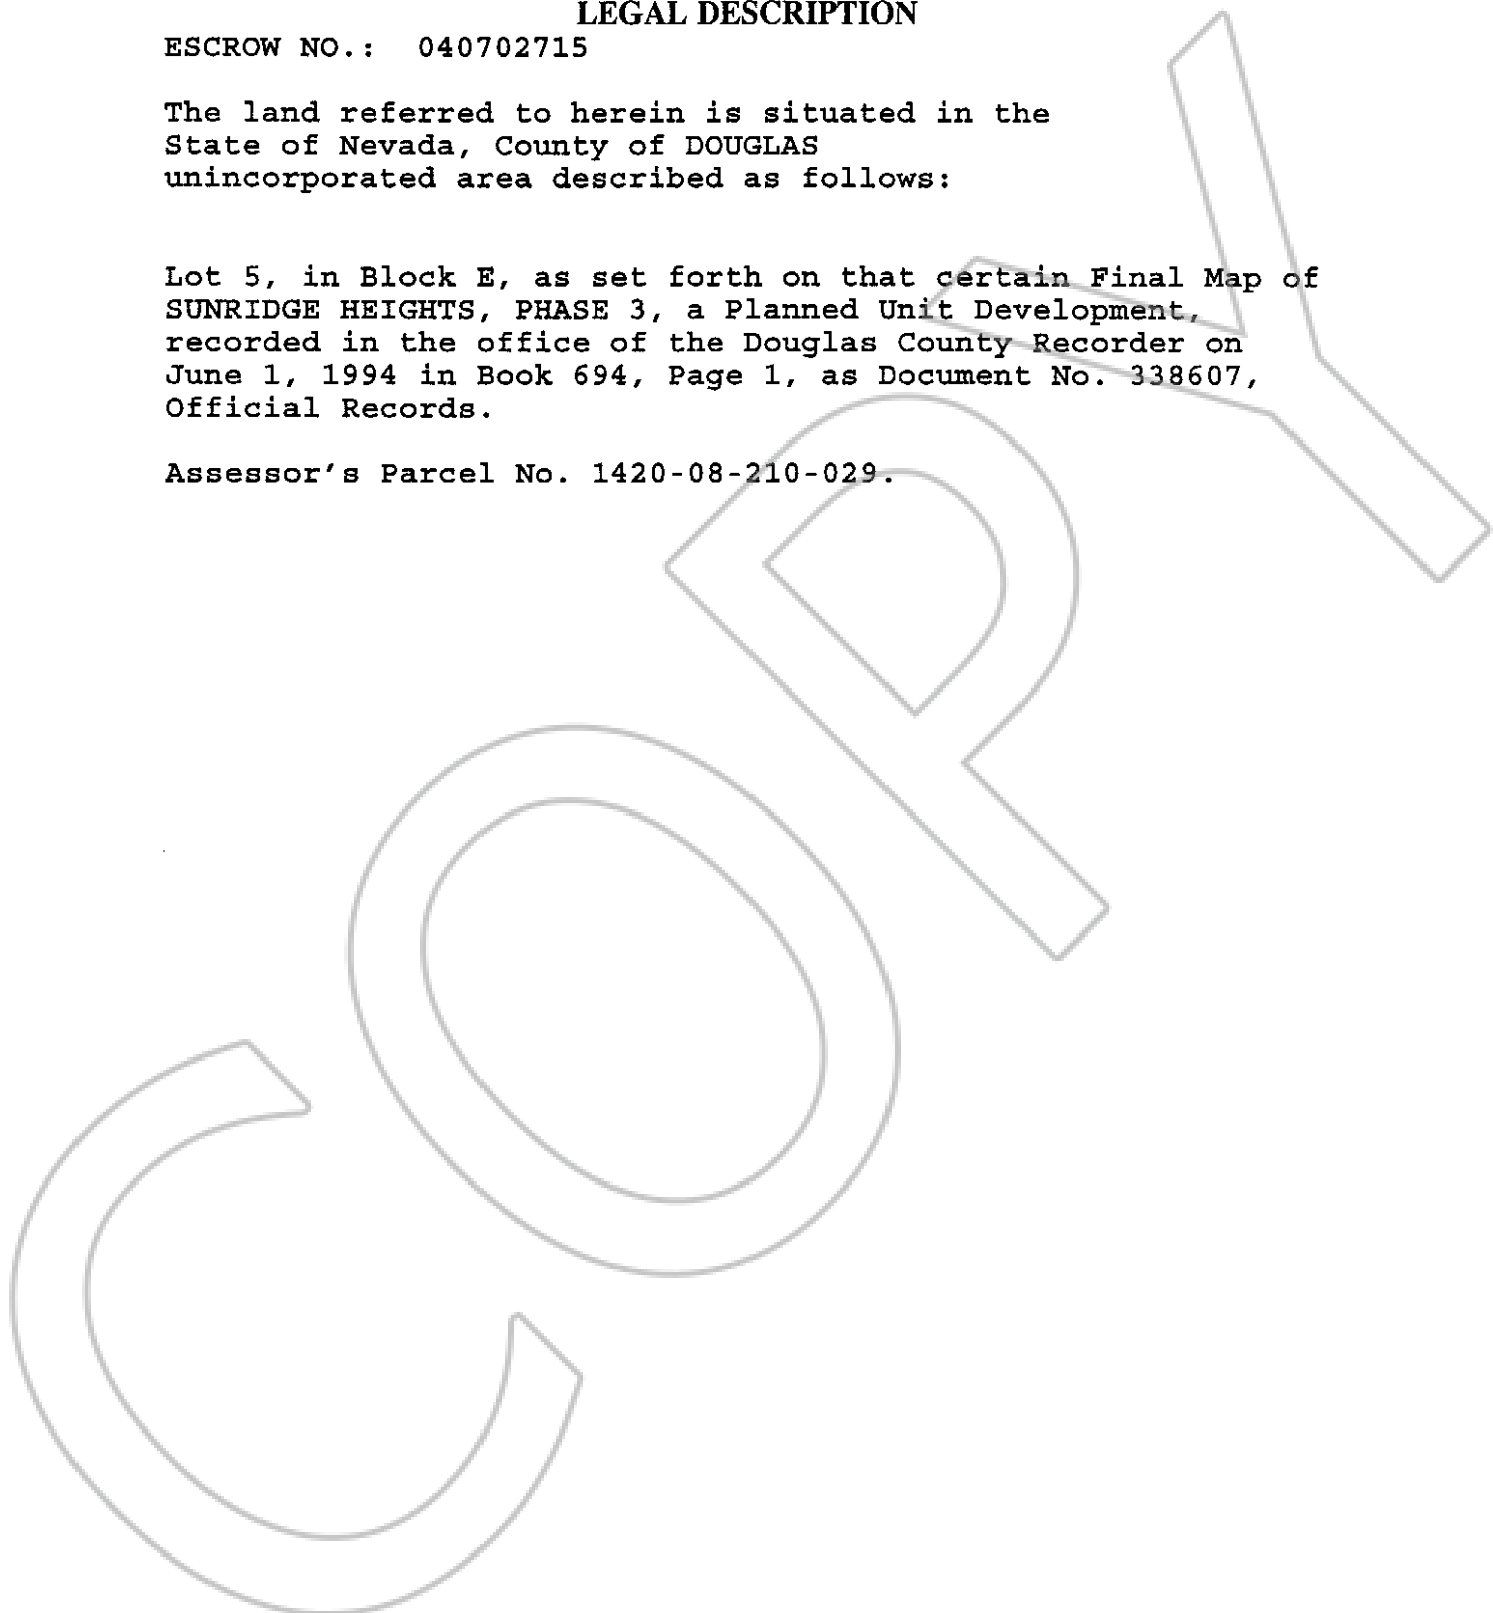 LEGAL DESCRIPTION
ESCROW NO.: 040702715
The land referred to herein is situated in the
State of Nevada, County of DOUGLAS
unincorporated area described as follows:
Lot 5, in Block E, as set forth on that certain Final Map of
SUNRIDGE HEIGHTS, PHASE 3, a Planned Unit Development,
recorded in the office of the Douglas County Recorder on
June 1, 1994 in Book 694, Page 1, as Document No. 338607,
Official Records.
Assessor's Parcel No. 1420-08-210-029.
COPY